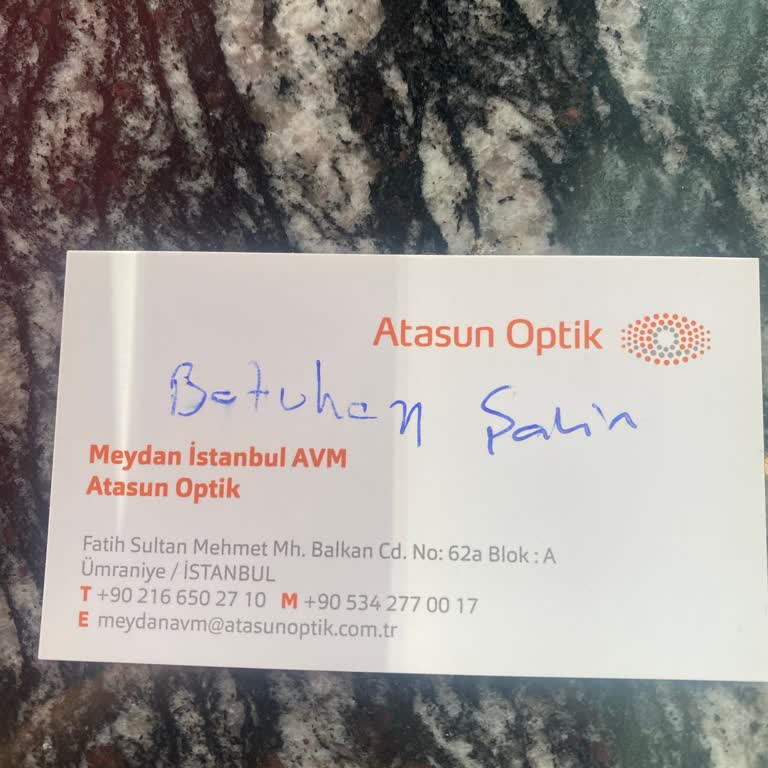 Atasun Optik
Batuhan Şahin
Meydan İstanbul AVM
Atasun Optik
Fatih Sultan Mehmet Mh. Balkan Cd. No: 62a Blok : A
Ümraniye / İSTANBUL
T +90 216 650 27 10 M +90 534 277 00 17
E meydanavm@atasunoptik.com.tr